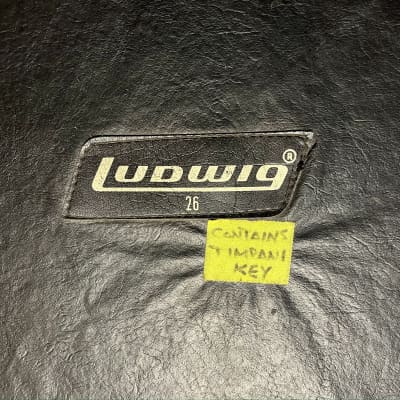 LUDWIG®
26
CONTAINS
TIMPANI
KEY